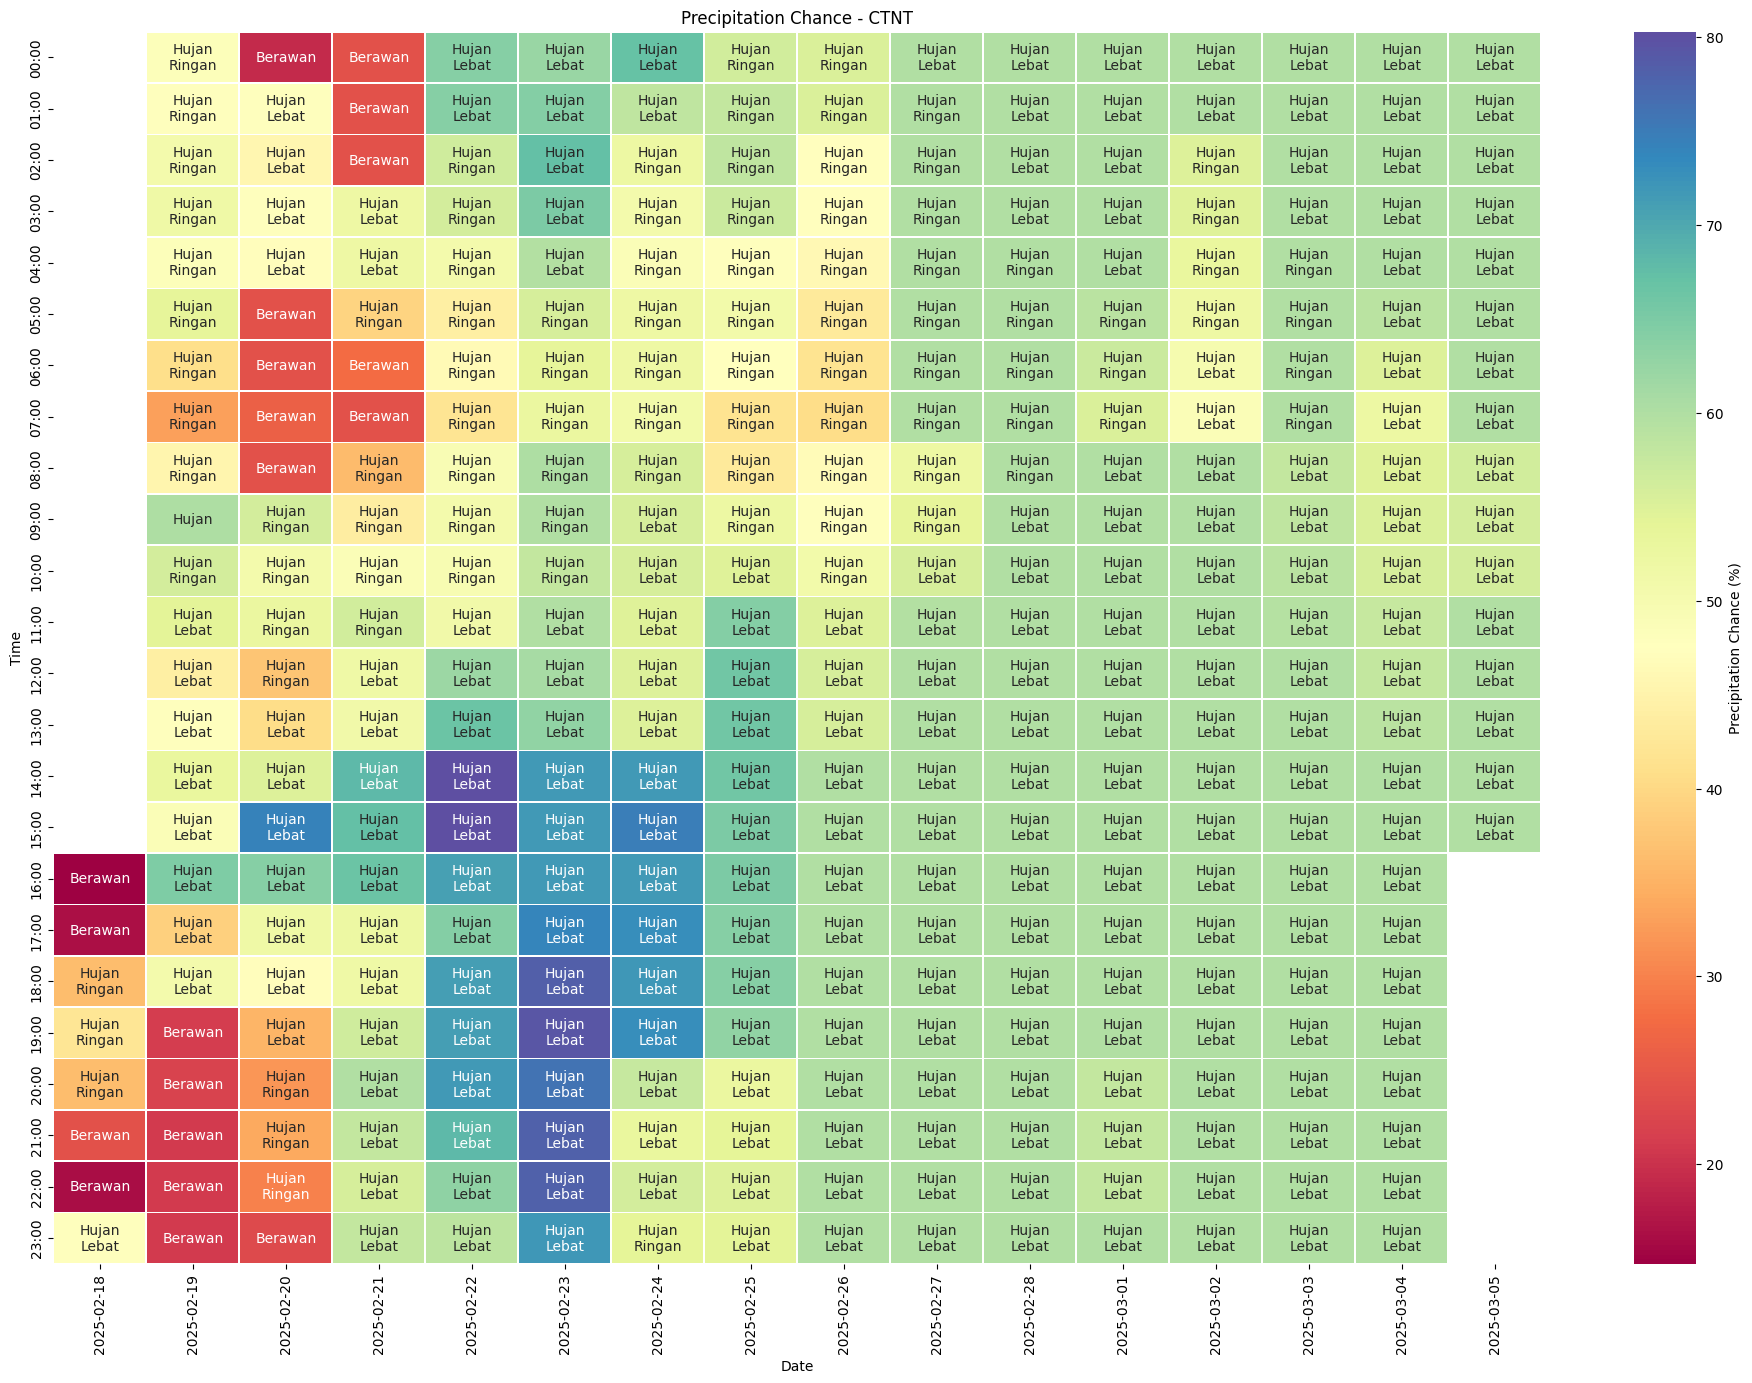 Precipitation Chance - CTNT
00:00 Hujan Ringan Berawan Berawan Hujan Lebat Hujan Lebat Hujan Lebat Hujan Ringan Hujan Ringan Hujan Lebat Hujan Lebat Hujan Lebat Hujan Lebat Hujan Lebat Hujan Lebat Hujan Lebat
01:00 Hujan Ringan Hujan Lebat Berawan Hujan Lebat Hujan Lebat Hujan Lebat Hujan Ringan Hujan Ringan Hujan Ringan Hujan Lebat Hujan Lebat Hujan Lebat Hujan Lebat Hujan Lebat Hujan Lebat
02:00 Hujan Ringan Hujan Lebat Berawan Hujan Ringan Hujan Lebat Hujan Ringan Hujan Ringan Hujan Ringan Hujan Ringan Hujan Lebat Hujan Lebat Hujan Ringan Hujan Lebat Hujan Lebat Hujan Lebat
03:00 Hujan Ringan Hujan Lebat Hujan Lebat Hujan Ringan Hujan Lebat Hujan Ringan Hujan Ringan Hujan Ringan Hujan Ringan Hujan Lebat Hujan Lebat Hujan Ringan Hujan Lebat Hujan Lebat Hujan Lebat
04:00 Hujan Ringan Hujan Lebat Hujan Lebat Hujan Ringan Hujan Lebat Hujan Ringan Hujan Ringan Hujan Ringan Hujan Ringan Hujan Ringan Hujan Lebat Hujan Ringan Hujan Ringan Hujan Lebat Hujan Lebat
05:00 Hujan Ringan Berawan Hujan Ringan Hujan Ringan Hujan Ringan Hujan Ringan Hujan Ringan Hujan Ringan Hujan Ringan Hujan Ringan Hujan Ringan Hujan Ringan Hujan Ringan Hujan Lebat Hujan Lebat
06:00 Hujan Ringan Berawan Berawan Hujan Ringan Hujan Ringan Hujan Ringan Hujan Ringan Hujan Ringan Hujan Ringan Hujan Ringan Hujan Ringan Hujan Lebat Hujan Ringan Hujan Lebat Hujan Lebat
07:00 Hujan Ringan Berawan Berawan Hujan Ringan Hujan Ringan Hujan Ringan Hujan Ringan Hujan Ringan Hujan Ringan Hujan Ringan Hujan Ringan Hujan Lebat Hujan Ringan Hujan Lebat Hujan Lebat
08:00 Hujan Ringan Berawan Hujan Ringan Hujan Ringan Hujan Ringan Hujan Ringan Hujan Ringan Hujan Ringan Hujan Ringan Hujan Ringan Hujan Lebat Hujan Lebat Hujan Lebat Hujan Lebat Hujan Lebat
09:00 Hujan Hujan Ringan Hujan Ringan Hujan Ringan Hujan Ringan Hujan Lebat Hujan Ringan Hujan Ringan Hujan Ringan Hujan Lebat Hujan Lebat Hujan Lebat Hujan Lebat Hujan Lebat Hujan Lebat
10:00 Hujan Ringan Hujan Ringan Hujan Ringan Hujan Ringan Hujan Ringan Hujan Lebat Hujan Lebat Hujan Ringan Hujan Lebat Hujan Lebat Hujan Lebat Hujan Lebat Hujan Lebat Hujan Lebat Hujan Lebat
11:00 Hujan Lebat Hujan Ringan Hujan Ringan Hujan Lebat Hujan Lebat Hujan Lebat Hujan Lebat Hujan Lebat Hujan Lebat Hujan Lebat Hujan Lebat Hujan Lebat Hujan Lebat Hujan Lebat Hujan Lebat
12:00 Hujan Lebat Hujan Ringan Hujan Lebat Hujan Lebat Hujan Lebat Hujan Lebat Hujan Lebat Hujan Lebat Hujan Lebat Hujan Lebat Hujan Lebat Hujan Lebat Hujan Lebat Hujan Lebat Hujan Lebat
13:00 Hujan Lebat Hujan Lebat Hujan Lebat Hujan Lebat Hujan Lebat Hujan Lebat Hujan Lebat Hujan Lebat Hujan Lebat Hujan Lebat Hujan Lebat Hujan Lebat Hujan Lebat Hujan Lebat Hujan Lebat
14:00 Hujan Lebat Hujan Lebat Hujan Lebat Hujan Lebat Hujan Lebat Hujan Lebat Hujan Lebat Hujan Lebat Hujan Lebat Hujan Lebat Hujan Lebat Hujan Lebat Hujan Lebat Hujan Lebat Hujan Lebat
15:00 Hujan Lebat Hujan Lebat Hujan Lebat Hujan Lebat Hujan Lebat Hujan Lebat Hujan Lebat Hujan Lebat Hujan Lebat Hujan Lebat Hujan Lebat Hujan Lebat Hujan Lebat Hujan Lebat Hujan Lebat
16:00 Berawan Hujan Lebat Hujan Lebat Hujan Lebat Hujan Lebat Hujan Lebat Hujan Lebat Hujan Lebat Hujan Lebat Hujan Lebat Hujan Lebat Hujan Lebat Hujan Lebat Hujan Lebat Hujan Lebat
17:00 Berawan Hujan Lebat Hujan Lebat Hujan Lebat Hujan Lebat Hujan Lebat Hujan Lebat Hujan Lebat Hujan Lebat Hujan Lebat Hujan Lebat Hujan Lebat Hujan Lebat Hujan Lebat Hujan Lebat
18:00 Hujan Ringan Hujan Lebat Hujan Lebat Hujan Lebat Hujan Lebat Hujan Lebat Hujan Lebat Hujan Lebat Hujan Lebat Hujan Lebat Hujan Lebat Hujan Lebat Hujan Lebat Hujan Lebat Hujan Lebat
19:00 Hujan Ringan Berawan Hujan Lebat Hujan Lebat Hujan Lebat Hujan Lebat Hujan Lebat Hujan Lebat Hujan Lebat Hujan Lebat Hujan Lebat Hujan Lebat Hujan Lebat Hujan Lebat Hujan Lebat
20:00 Hujan Ringan Berawan Hujan Ringan Hujan Lebat Hujan Lebat Hujan Lebat Hujan Lebat Hujan Lebat Hujan Lebat Hujan Lebat Hujan Lebat Hujan Lebat Hujan Lebat Hujan Lebat Hujan Lebat
21:00 Berawan Berawan Hujan Ringan Hujan Lebat Hujan Lebat Hujan Lebat Hujan Lebat Hujan Lebat Hujan Lebat Hujan Lebat Hujan Lebat Hujan Lebat Hujan Lebat Hujan Lebat Hujan Lebat
22:00 Berawan Berawan Hujan Ringan Hujan Lebat Hujan Lebat Hujan Lebat Hujan Lebat Hujan Lebat Hujan Lebat Hujan Lebat Hujan Lebat Hujan Lebat Hujan Lebat Hujan Lebat Hujan Lebat
23:00 Hujan Lebat Berawan Berawan Hujan Lebat Hujan Lebat Hujan Lebat Hujan Ringan Hujan Lebat Hujan Lebat Hujan Lebat Hujan Lebat Hujan Lebat Hujan Lebat Hujan Lebat Hujan Lebat
Time
2025-02-18 2025-02-19 2025-02-20 2025-02-21 2025-02-22 2025-02-23 2025-02-24 2025-02-25 2025-02-26 2025-02-27 2025-02-28 2025-03-01 2025-03-02 2025-03-03 2025-03-04 2025-03-05
Date
80
70
60
50
40
30
20
Precipitation Chance (%)